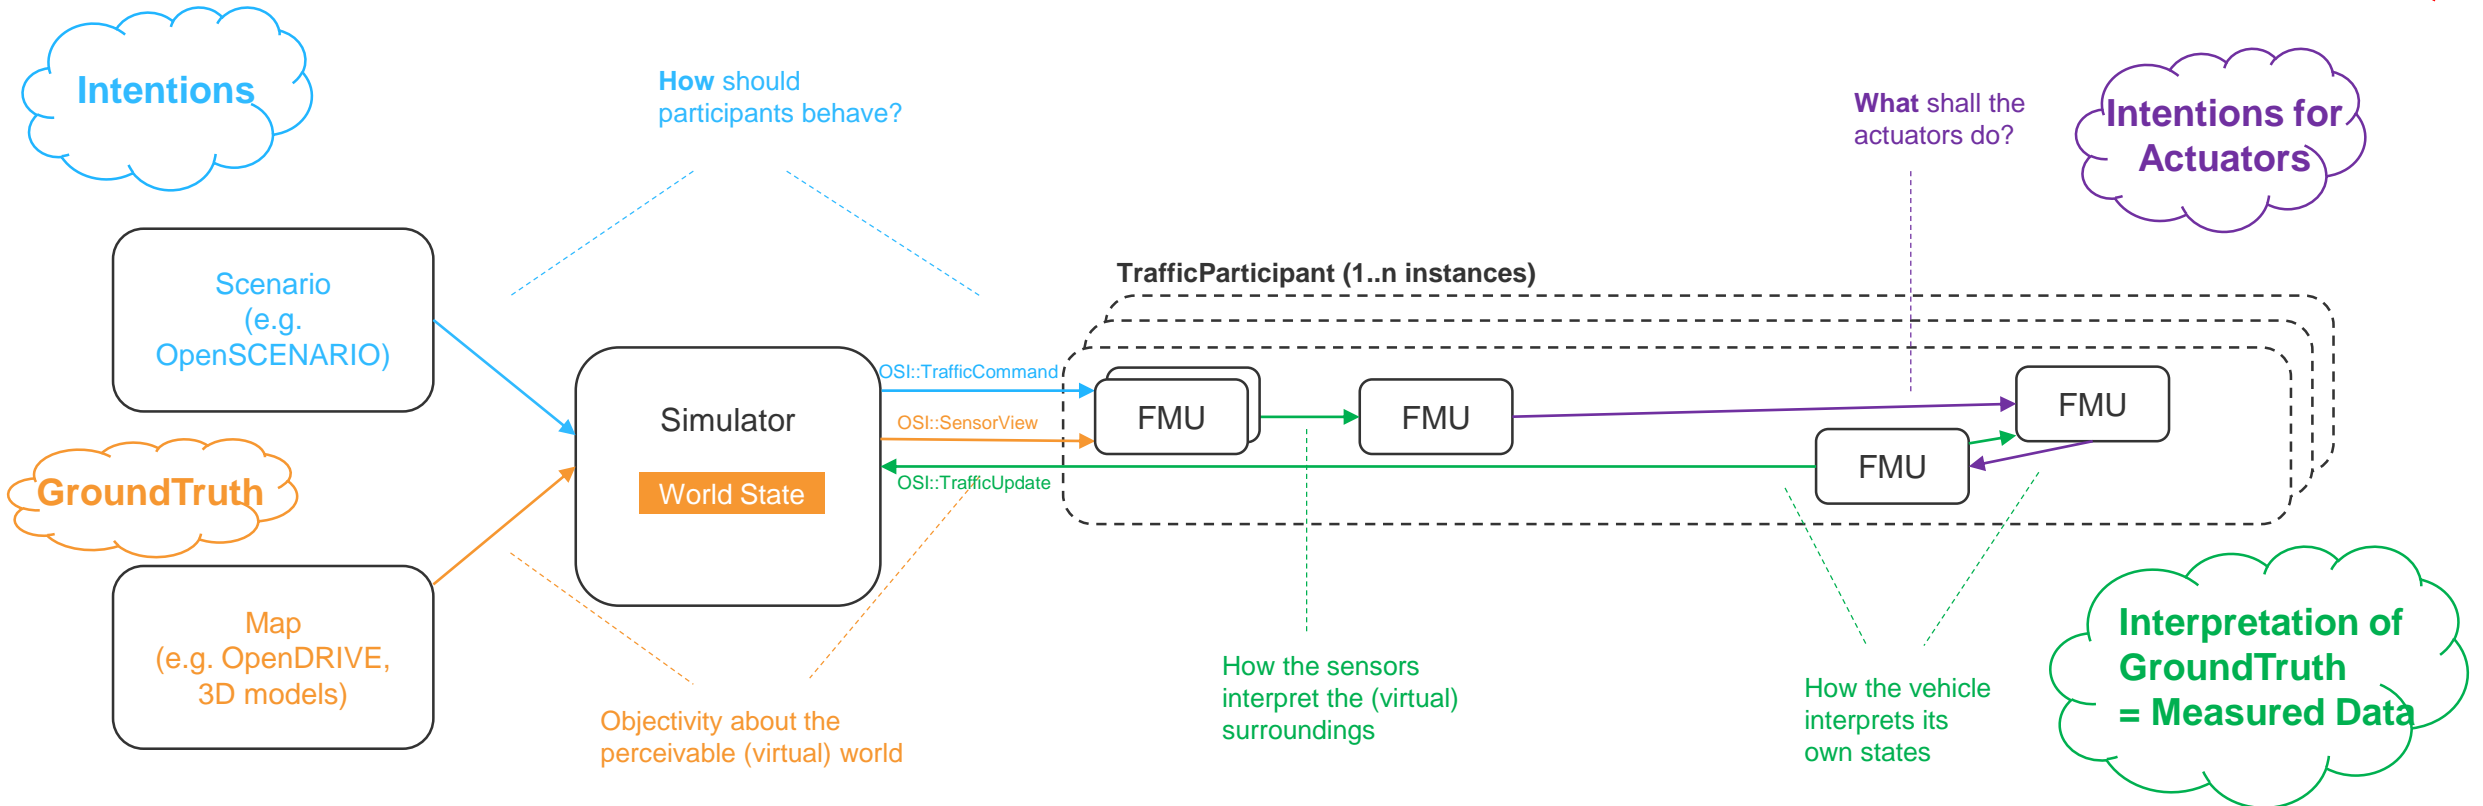 Intentions
How should
participants behave?
What shall the
actuators do?
Intentions for
Actuators
Scenario
(e.g.
OpenSCENARIO)
TrafficParticipant (1..n instances)
Simulator
World State
OSI::TrafficCommand
OSI::SensorView
OSI::TrafficUpdate
FMU
FMU
FMU
FMU
GroundTruth
Map
(e.g. OpenDRIVE,
3D models)
Objectivity about the
perceivable (virtual) world
How the sensors
interpret the (virtual)
surroundings
How the vehicle
interprets its
own states
Interpretation of
GroundTruth
= Measured Data